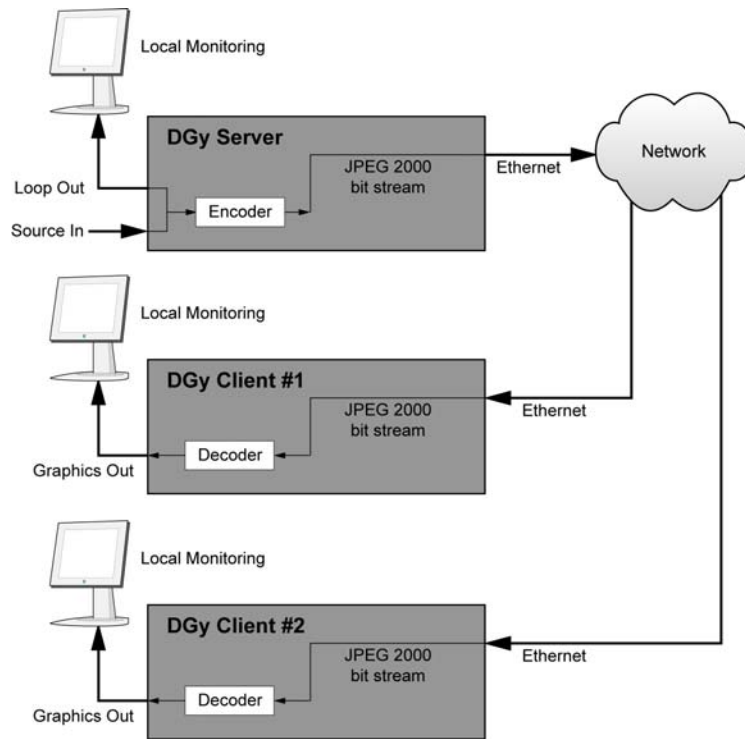 Local Monitoring
DGy Server
JPEG 2000
bit stream
Ethernet
Network
Loop Out
Encoder
Source In
Local Monitoring
DGy Client #1
JPEG 2000
bit stream
Ethernet
Decoder
Graphics Out
Local Monitoring
DGy Client #2
JPEG 2000
bit stream
Ethernet
Decoder
Graphics Out